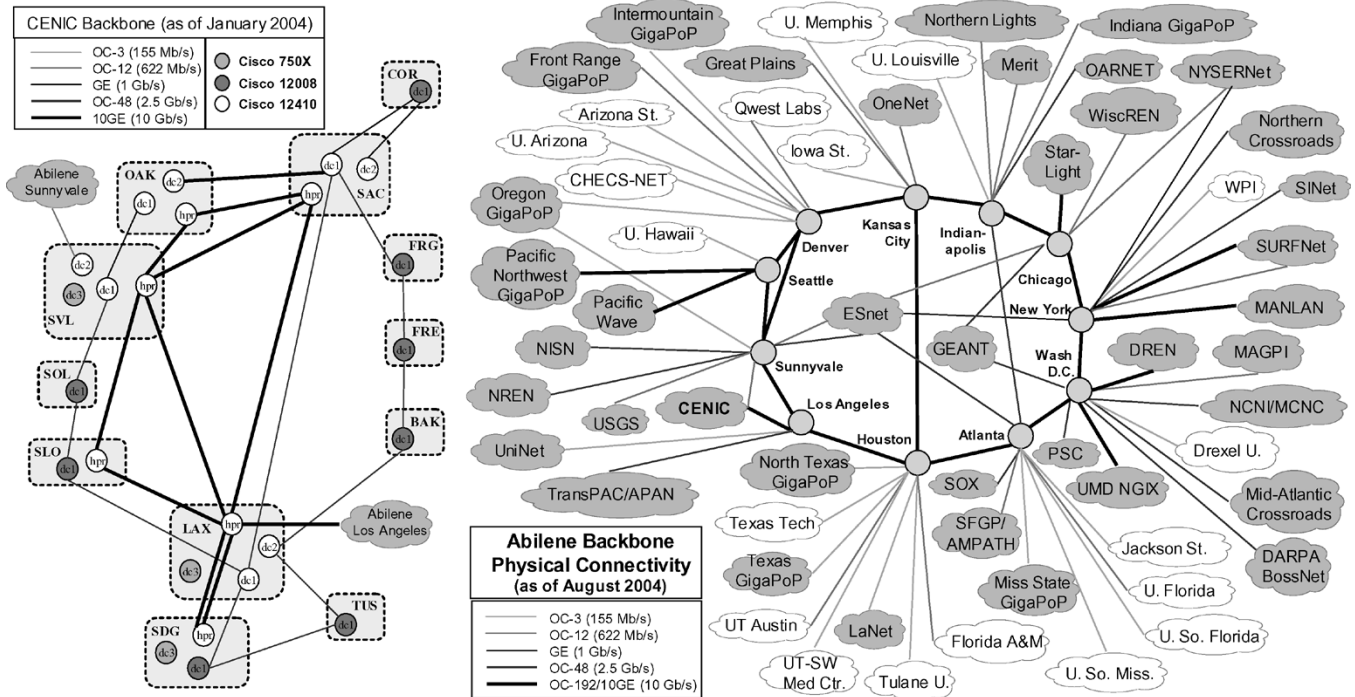 CENIC Backbone (as of January 2004)
OC-3 (155 Mb/s)
OC-12 (622 Mb/s)
GE (1 Gb/s)
OC-48 (2.5 Gb/s)
10GE (10 Gb/s)
Cisco 750X
Cisco 12008
Cisco 12410
COR
dc1
dc1
dc2
hpr
SAC
OAK
dc2
dc1
hpr
Abilene
Sunnyvale
dc2
dc3
dc1
hpr
SVL
FRG
dc1
FRE
dc1
SOL
dc1
BAK
dc1
SLO
dc1
hpr
LAX
hpr
dc2
dc3
dc1
Abilene
Los Angeles
TUS
dc1
SDG
hpr
dc3
dc1
Intermountain
GigaPoP
U. Memphis
Northern Lights
Indiana GigaPoP
Front Range
GigaPoP
Great Plains
U. Louisville
Merit
OARNET
NYSERNet
Arizona St.
Qwest Labs
OneNet
WiscREN
Northern
Crossroads
U. Arizona
Iowa St.
Star-
Light
CHECS-NET
WPI
SINet
Oregon
GigaPoP
U. Hawaii
Denver
Kansas
City
Indian-
apolis
Chicago
SURFNet
Pacific
Northwest
GigaPoP
Seattle
Pacific
Wave
ESnet
New York
MANLAN
NISN
Sunnyvale
GEANT
Wash
D.C.
DREN
MAGPI
NREN
USGS
CENIC
Los Angeles
NCNI/MCNC
UniNet
Houston
Atlanta
PSC
Drexel U.
North Texas
GigaPoP
SOX
UMD NGIX
Mid-Atlantic
Crossroads
TransPAC/APAN
Texas Tech
SFGP/
AMPATH
Jackson St.
DARPA
BossNet
Texas
GigaPoP
Miss State
GigaPoP
U. Florida
UT Austin
LaNet
Florida A&M
U. So. Florida
UT-SW
Med Ctr.
Tulane U.
U. So. Miss.
Abilene Backbone
Physical Connectivity
(as of August 2004)
OC-3 (155 Mb/s)
OC-12 (622 Mb/s)
GE (1 Gb/s)
OC-48 (2.5 Gb/s)
OC-192/10GE (10 Gb/s)